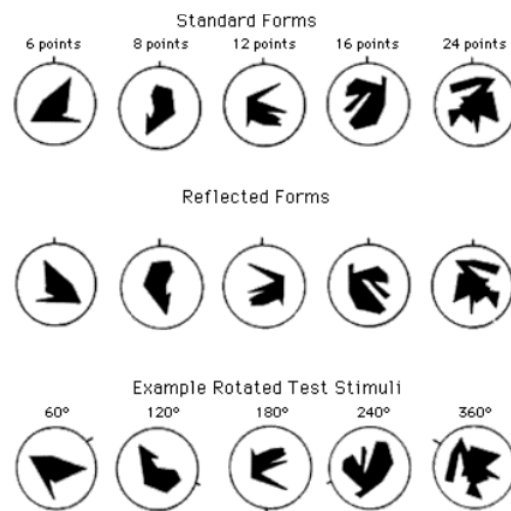 Standard Forms
6 points 8 points 12 points 16 points 24 points
Reflected Forms
Example Rotated Test Stimuli
60° 120° 180° 240° 360°